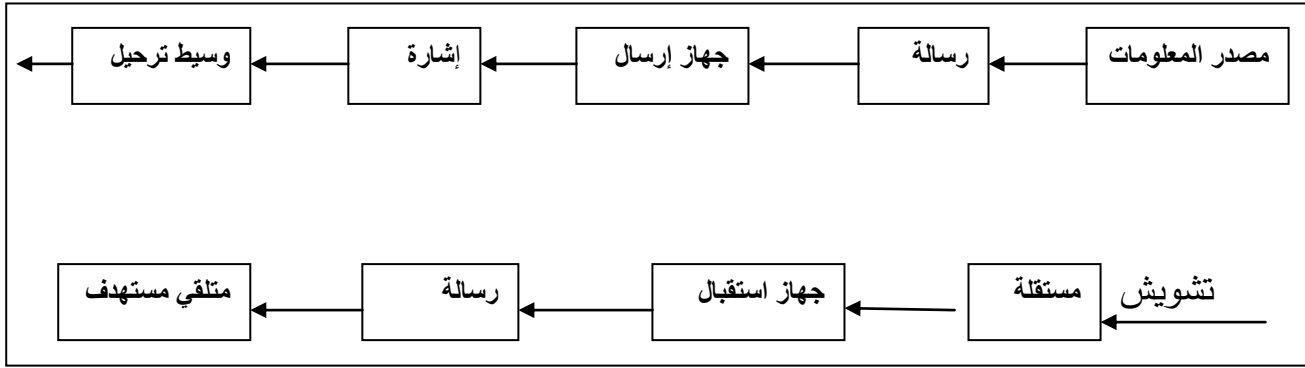 مصدر المعلومات
رسالة
جهاز إرسال
إشارة
وسيط ترحيل
تشويش
مستقلة
جهاز استقبال
رسالة
متلقي مستهدف